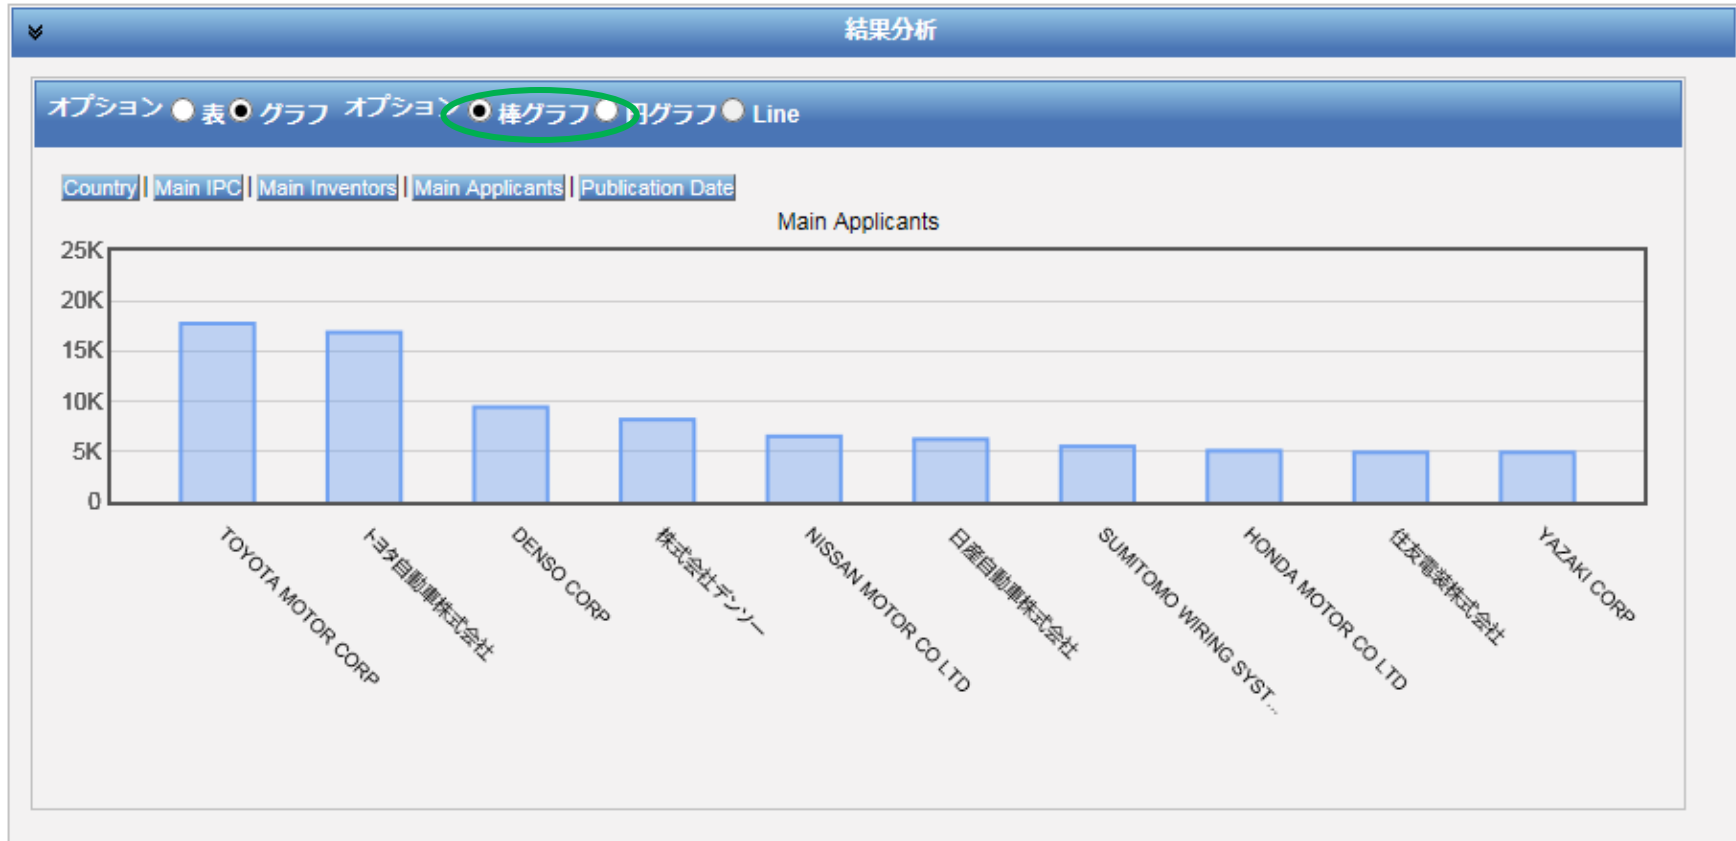 結果分析
オプション 表 グラフ オプション 棒グラフ 円グラフ Line
Country | Main IPC | Main Inventors | Main Applicants | Publication Date
Main Applicants
25K
20K
15K
10K
5K
0
TOYOTA MOTOR CORP
トヨタ自動車株式会社
DENSO CORP
株式会社デンソー
NISSAN MOTOR CO LTD
日産自動車株式会社
SUMITOMO WIRING SYST...
HONDA MOTOR CO LTD
住友電装株式会社
YAZAKI CORP